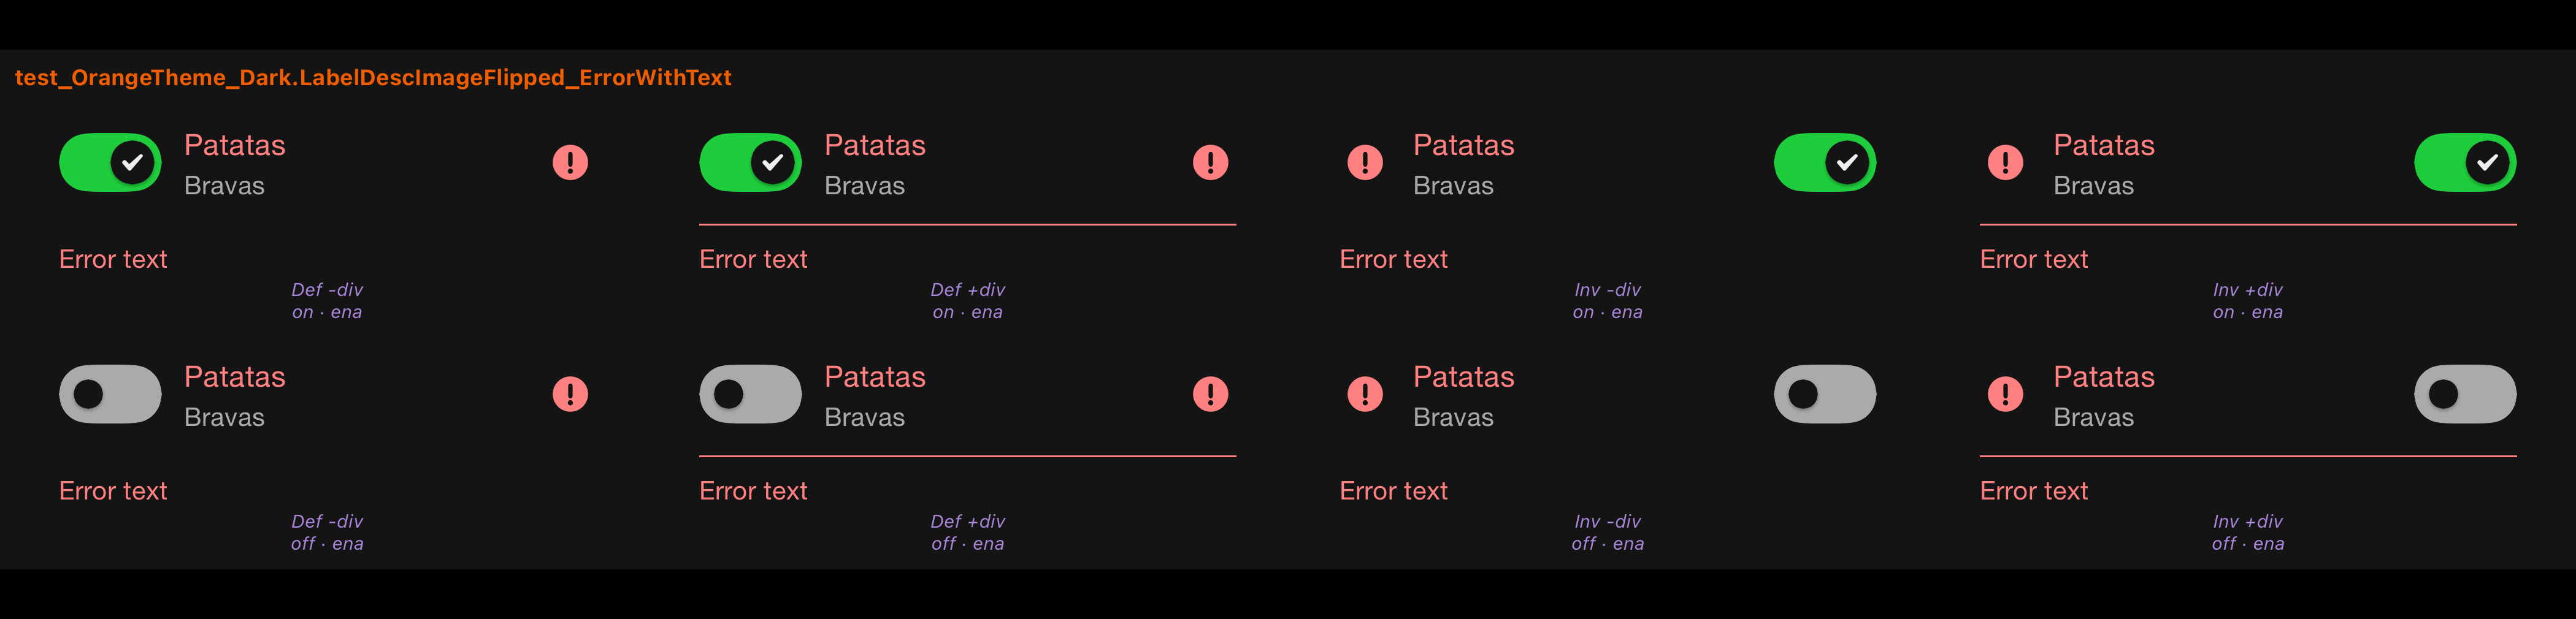 test_OrangeTheme_Dark.LabelDescImageFlipped_ErrorWithText
Patatas
Bravas
Error text
Def -div
on · ena
Patatas
Bravas
Error text
Def +div
on · ena
Patatas
Bravas
Error text
Inv -div
on · ena
Patatas
Bravas
Error text
Inv +div
on · ena
Patatas
Bravas
Error text
Def -div
off · ena
Patatas
Bravas
Error text
Def +div
off · ena
Patatas
Bravas
Error text
Inv -div
off · ena
Patatas
Bravas
Error text
Inv +div
off · ena